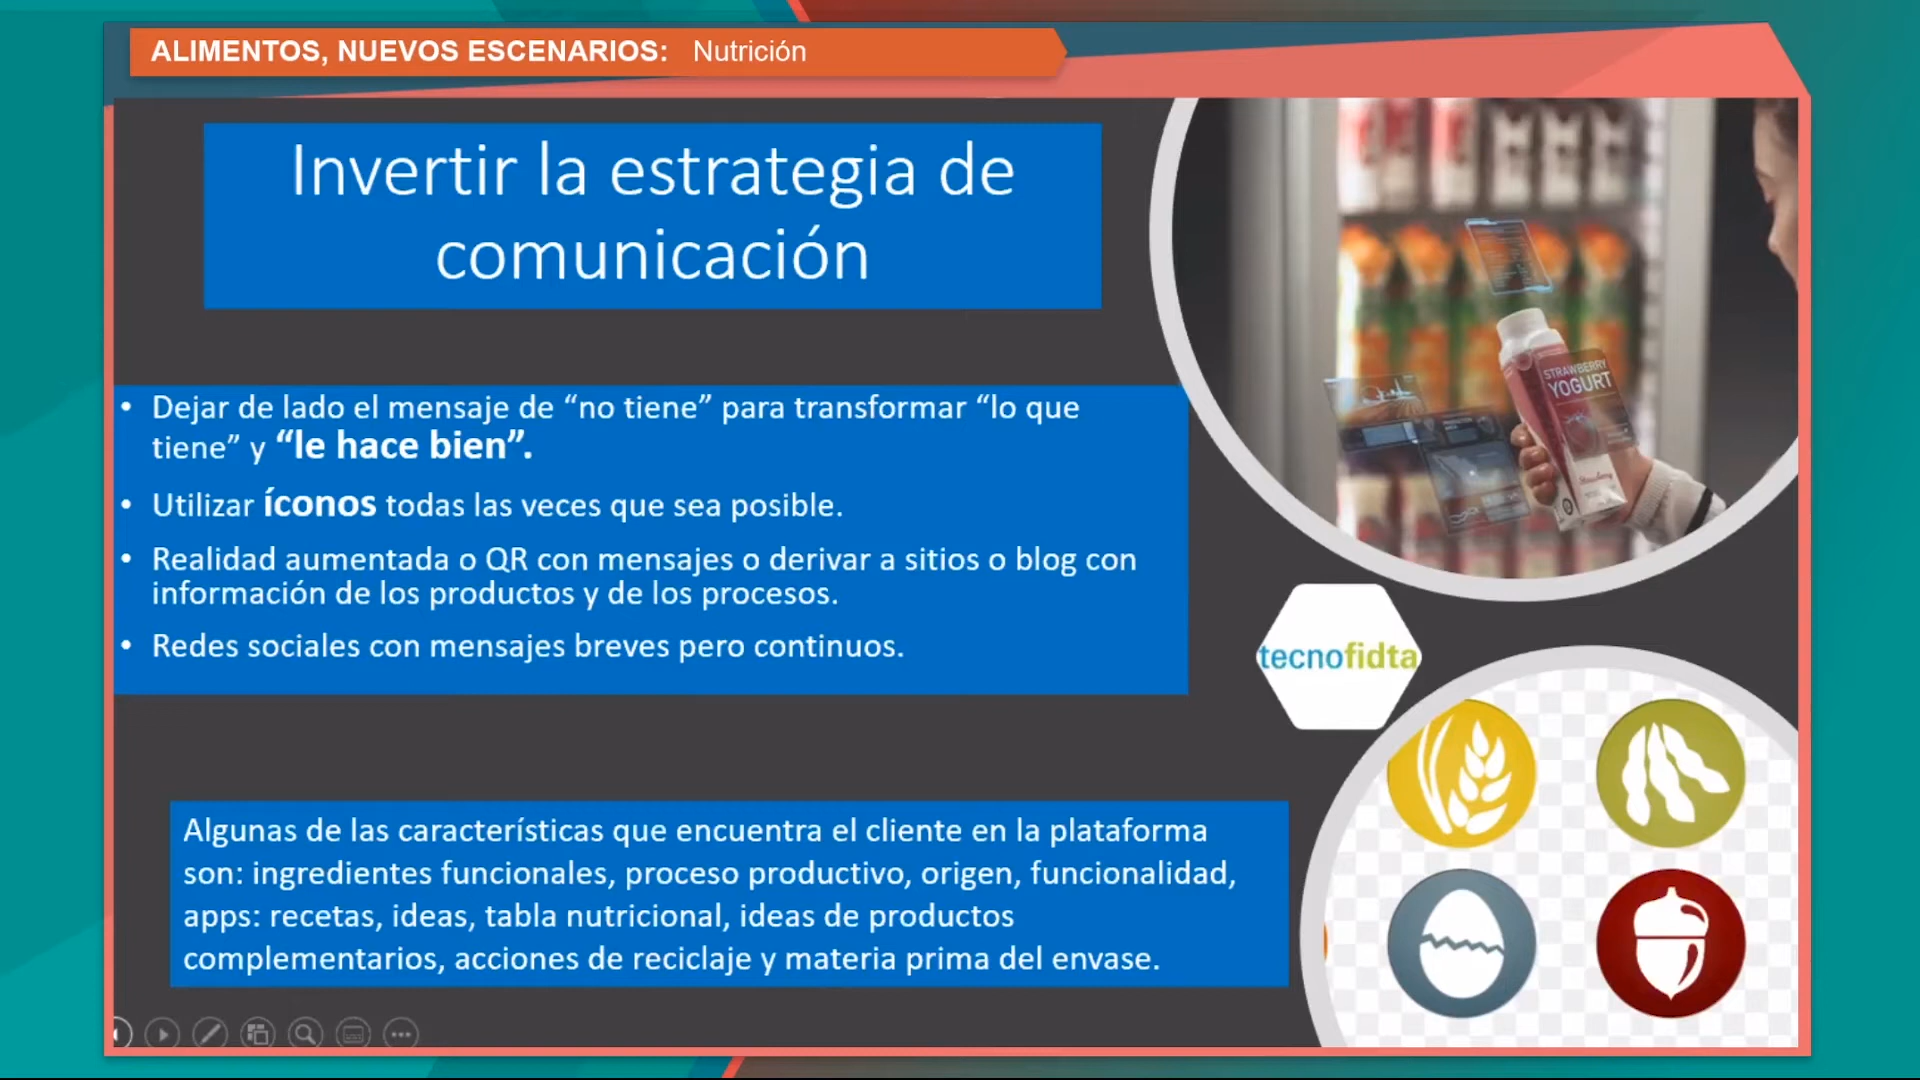 ALIMENTOS, NUEVOS ESCENARIOS: Nutrición
Invertir la estrategia de
comunicación
• Dejar de lado el mensaje de “no tiene” para transformar “lo que
tiene” y “le hace bien”.
• Utilizar íconos todas las veces que sea posible.
• Realidad aumentada o QR con mensajes o derivar a sitios o blog con
información de los productos y de los procesos.
• Redes sociales con mensajes breves pero continuos.
STRAWBERRY
YOGURT
Strawberry
tecnofidta
Algunas de las características que encuentra el cliente en la plataforma
son: ingredientes funcionales, proceso productivo, origen, funcionalidad,
apps: recetas, ideas, tabla nutricional, ideas de productos
complementarios, acciones de reciclaje y materia prima del envase.